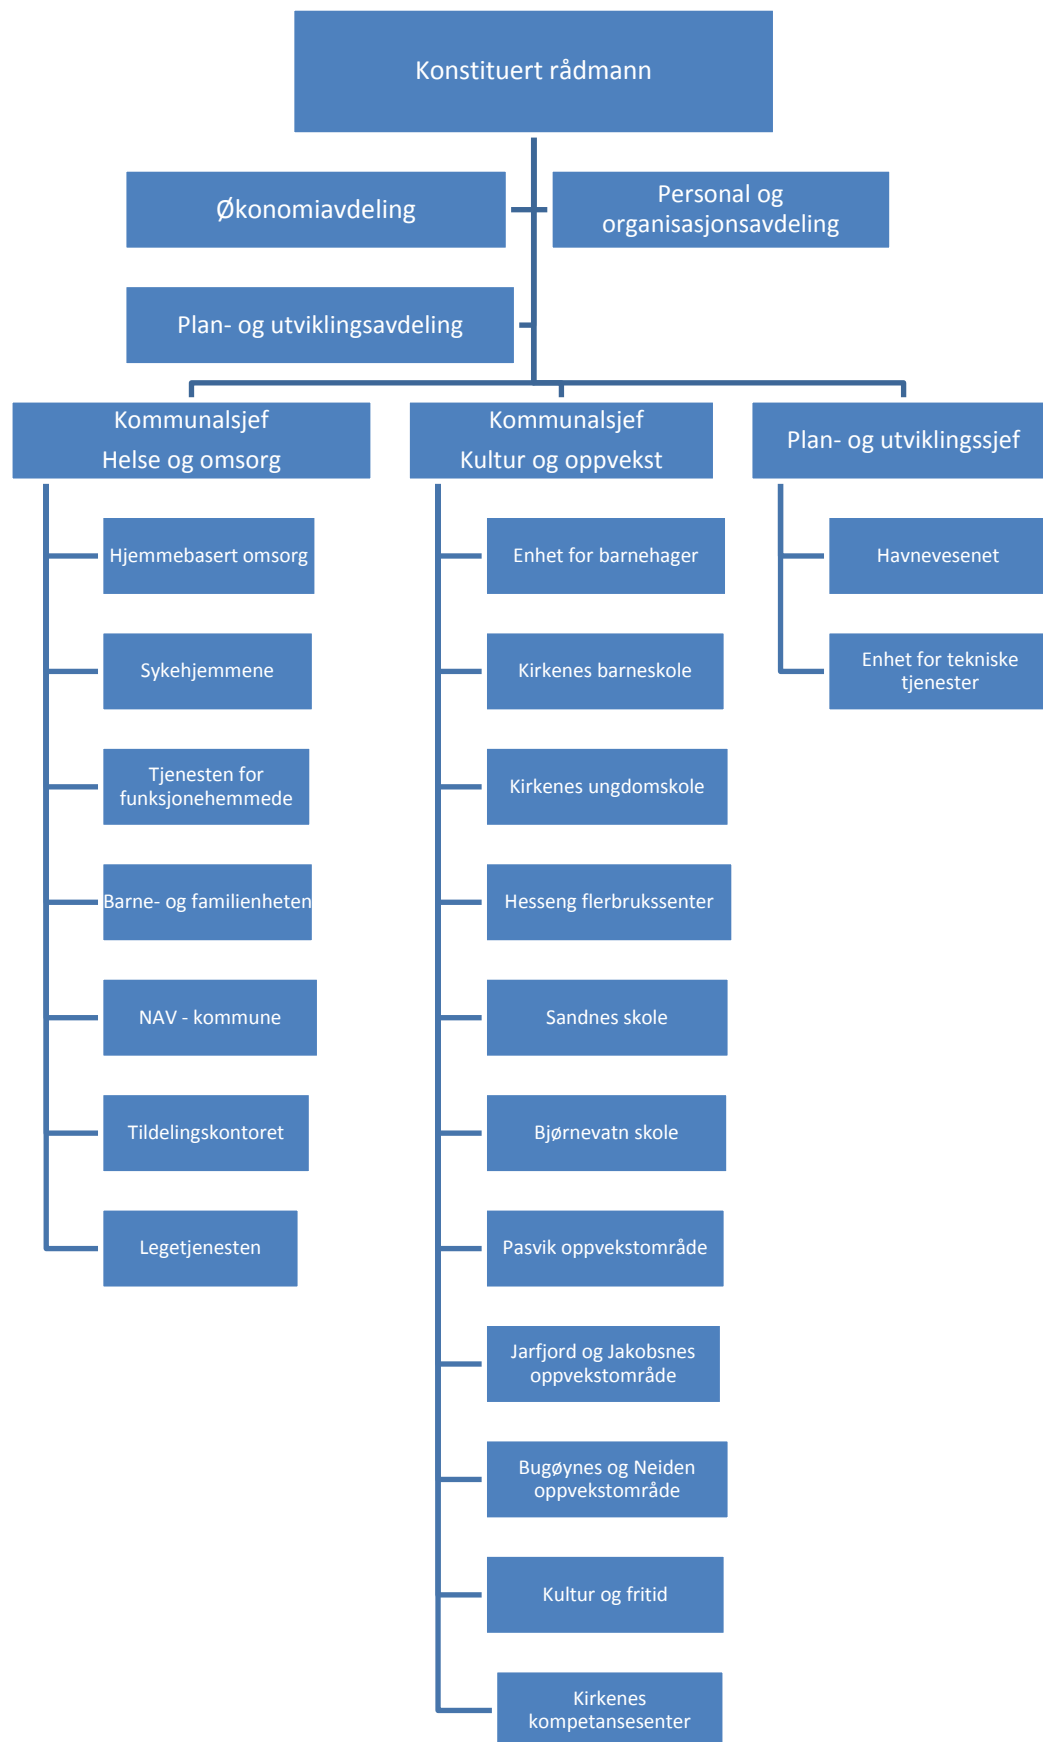 Konstituert rådmann
Økonomiavdeling
Personal og
organisasjonsavdeling
Plan- og utviklingsavdeling
Kommunalsjef
Helse og omsorg
Hjemmebasert omsorg
Sykehjemmene
Tjenesten for
funksjonehemmede
Barne- og familienheten
NAV - kommune
Tildelingskontoret
Legetjenesten
Kommunalsjef
Kultur og oppvekst
Enhet for barnehager
Kirkenes barneskole
Kirkenes ungdomskole
Hesseng flerbrukssenter
Sandnes skole
Bjørnevatn skole
Pasvik oppvekstområde
Jarfjord og Jakobsnes
oppvekstområde
Bugøynes og Neiden
oppvekstområde
Kultur og fritid
Kirkenes
kompetansesenter
Plan- og utviklingssjef
Havnevesenet
Enhet for tekniske
tjenester